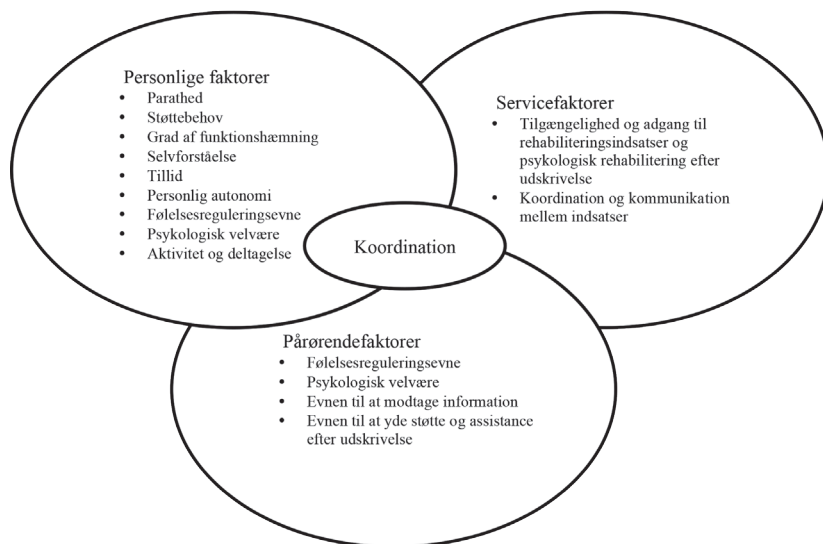 Personlige faktorer
• Parathed
• Støttebehov
• Grad af funktionshæmning
• Selvforståelse
• Tillid
• Personlig autonomi
• Følelsesreguleringsevne
• Psykologisk velvære
• Aktivitet og deltagelse
Servicefaktorer
• Tilgængelighed og adgang til
rehabiliteringsindsatser og
psykologisk rehabilitering efter
udskrivelse
• Koordination og kommunikation
mellem indsatser
Koordination
Pårørendefaktorer
• Følelsesreguleringsevne
• Psykologisk velvære
• Evnen til at modtage information
• Evnen til at yde støtte og assistance
efter udskrivelse